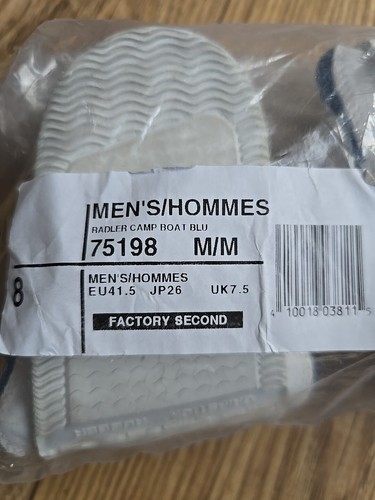 MEN'S/HOMMES
RADLER CAMP BOAT BLU
75198 M/M
8
MEN'S/HOMMES
EU41.5 JP26 UK7.5
FACTORY SECOND
4 10018 03811 5